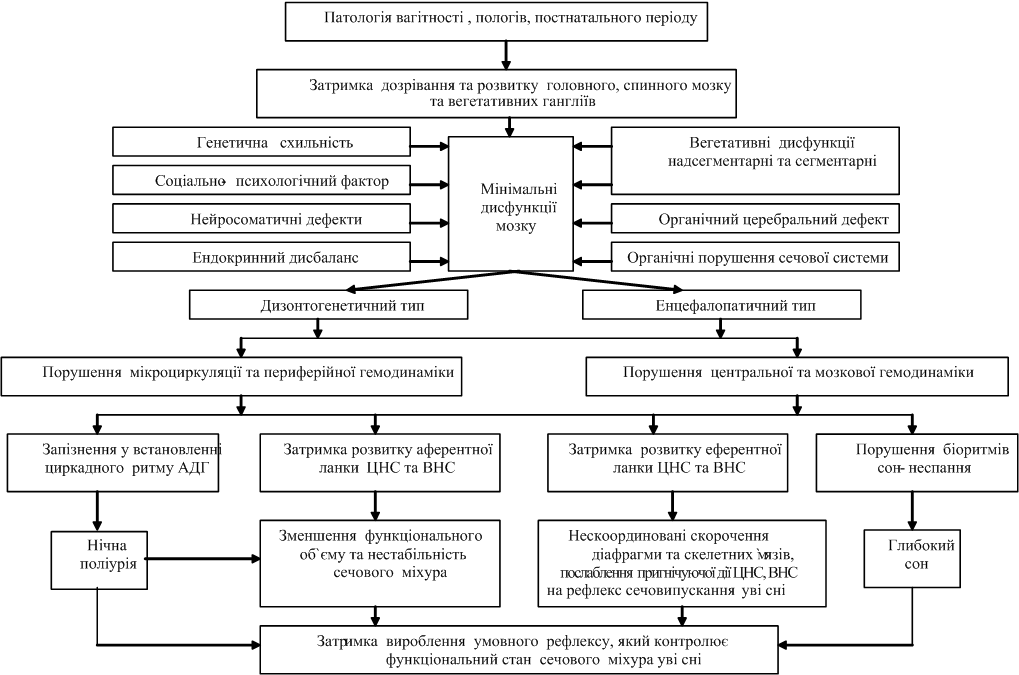 Патологія вагітності , пологів, постнатального періоду
Затримка дозрівання та розвитку головного, спинного мозку
та вегетативних гангліїв
Генетична схильність
Соціально психологічний фактор
Нейросоматичні дефекти
Ендокринний дисбаланс
Мінімальні
дисфункції
мозку
Вегетативні дисфункції
надсегментарні та сегментарні
Органічний церебральний дефект
Органічні порушення сечової системи
Дизонтогенетичний тип
Енцефалопатичний тип
Порушення мікроциркуляції та периферійної гемодинаміки
Порушення центральної та мозкової гемодинаміки
Запізнення у встановленні
циркадного ритму АДГ
Затримка розвитку аферентної
ланки ЦНС та ВНС
Затримка розвитку еферентної
ланки ЦНС та ВНС
Порушення біоритмів
сон- неспання
Нічна
поліурія
Зменшення функціонального
об`єму та нестабільність
сечового міхура
Нескоординовані скорочення
діафрагми та скелетних `мязів,
послаблення пригнічуючої дії ЦНС, ВНС
на рефлекс сечовипускання уві сні
Глибокий
сон
Затримка вироблення умовного рефлексу, який контролює
функціональний стан сечового міхура уві сні